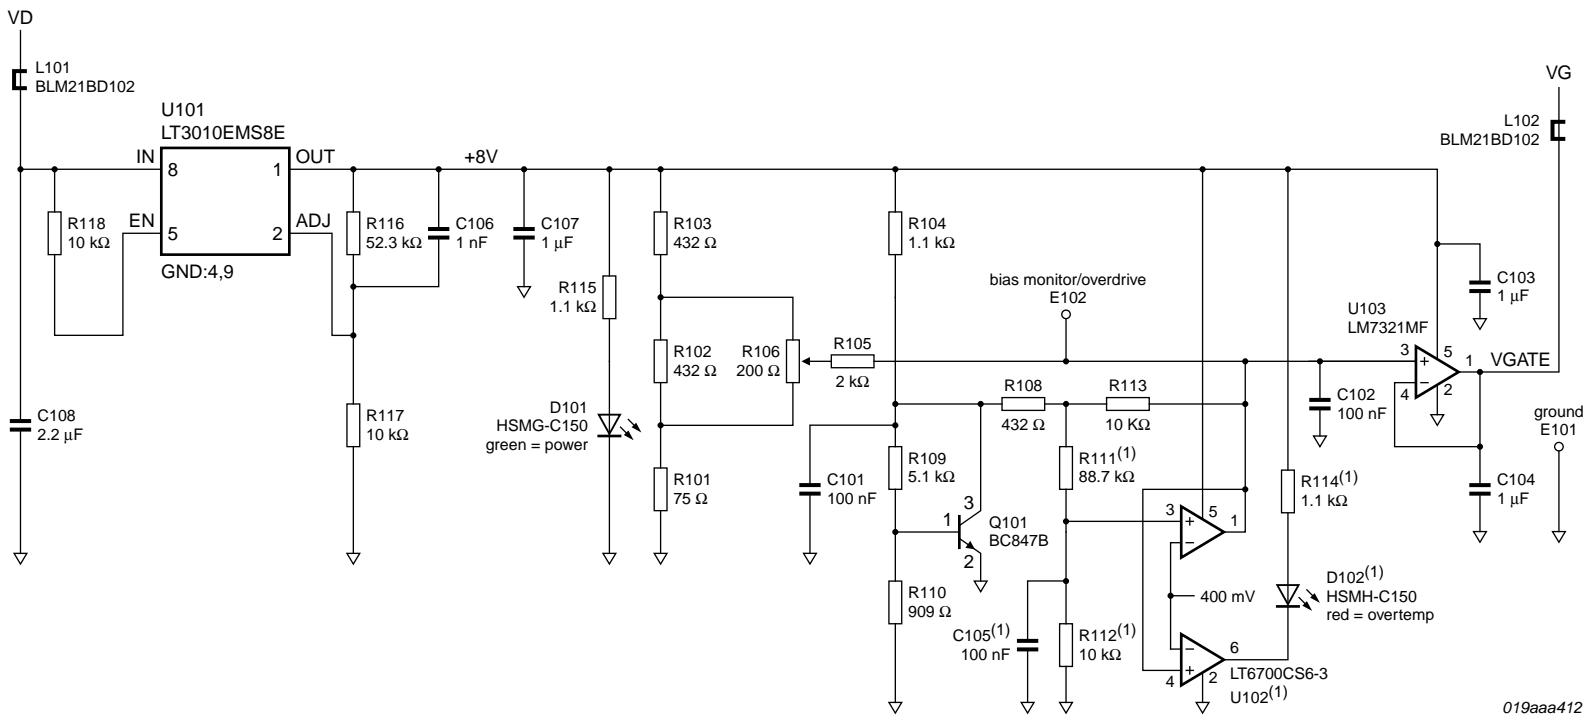 VD
L101
BLM21BD102
U101
LT3010EMS8E
IN
8
1
OUT
+8V
EN
5
2
ADJ
GND:4,9
R118
10 kΩ
C108
2.2 μF
R116
52.3 kΩ
C106
1 nF
C107
1 μF
R117
10 kΩ
R115
1.1 kΩ
D101
HSMG-C150
green = power
R103
432 Ω
R102
432 Ω
R101
75 Ω
R106
200 Ω
R105
2 kΩ
R104
1.1 kΩ
bias monitor/overdrive
E102
R108
432 Ω
R113
10 KΩ
C101
100 nF
R109
5.1 kΩ
R110
909 Ω
1
3
2
Q101
BC847B
R111(1)
88.7 kΩ
C105(1)
100 nF
R112(1)
10 kΩ
3
5
1
+
−
400 mV
−
+
6
4
2
LT6700CS6-3
U102(1)
R114(1)
1.1 kΩ
D102(1)
HSMH-C150
red = overtemp
C102
100 nF
U103
LM7321MF
3
4
5
2
1
+
−
VGATE
C103
1 μF
C104
1 μF
VG
L102
BLM21BD102
ground
E101
019aaa412